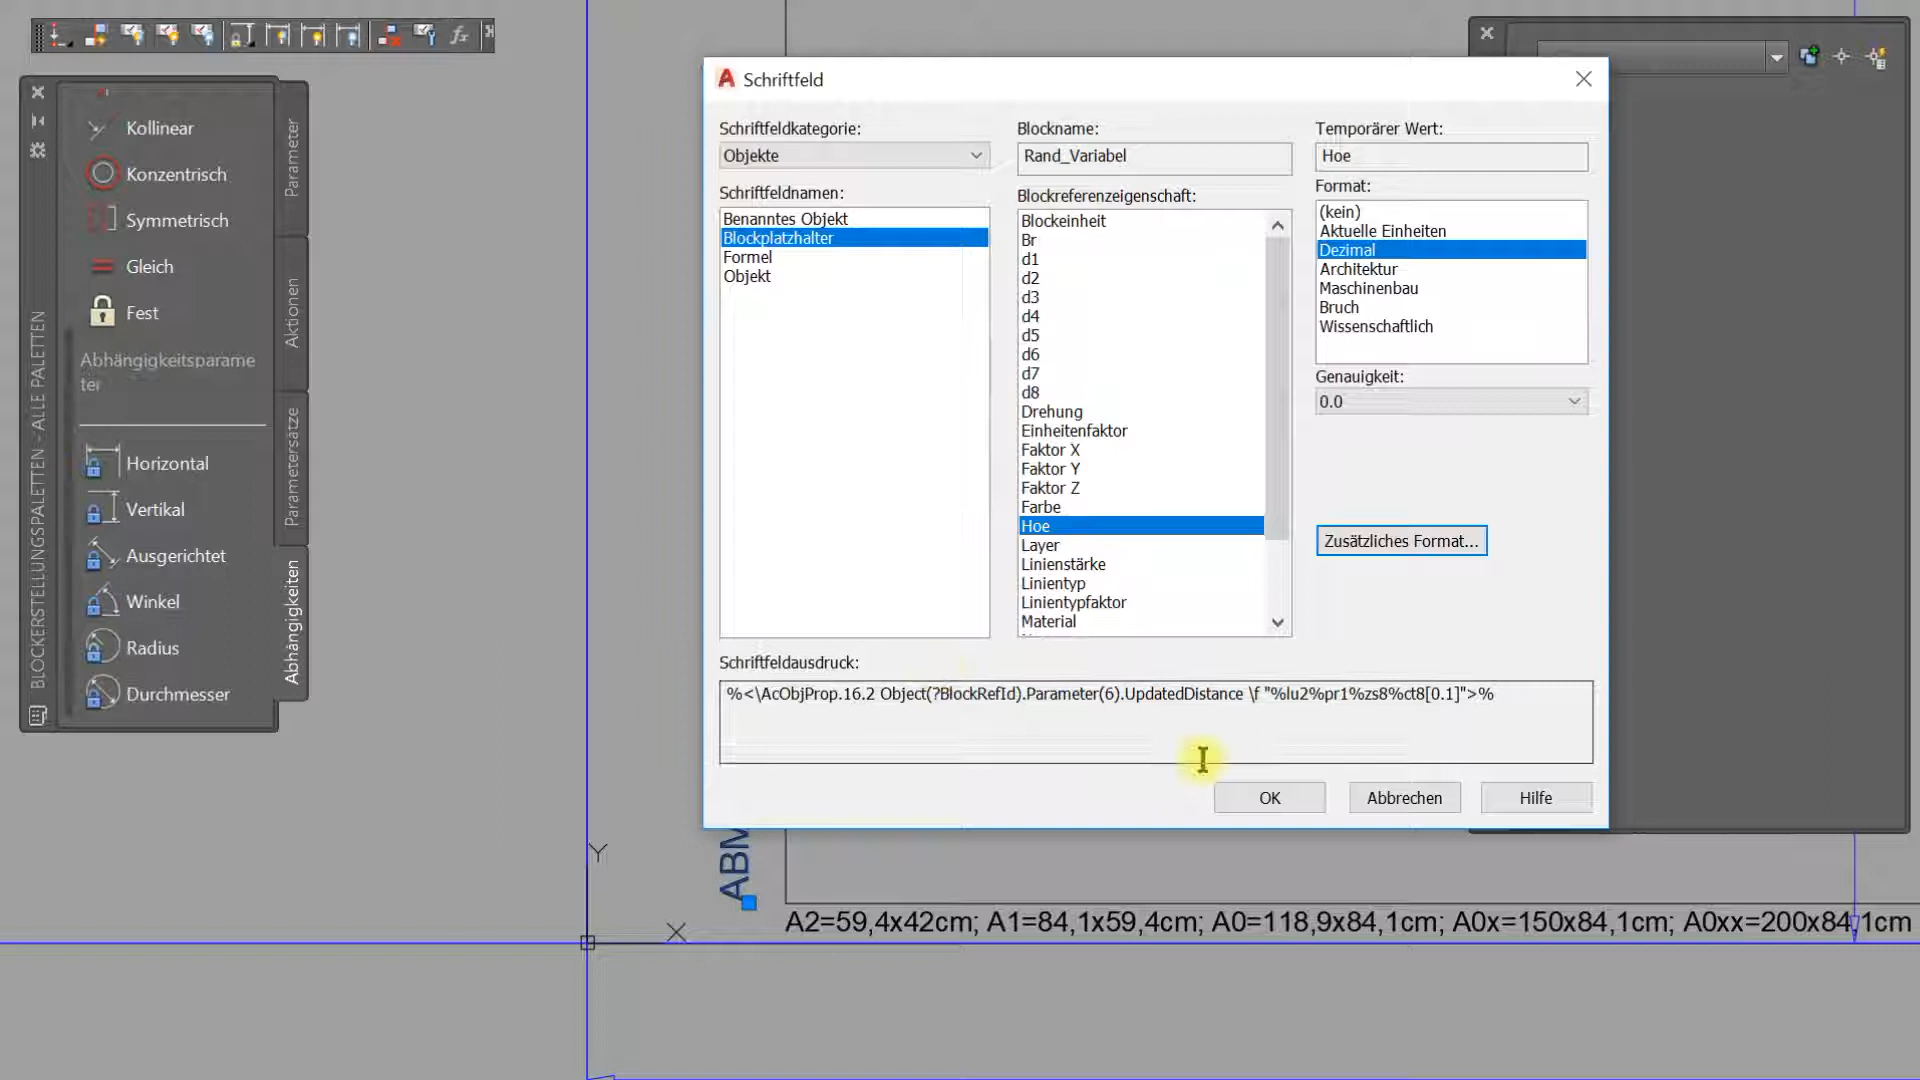 Schriftfeld
Schriftfeldkategorie:
Objekte
Schriftfeldnamen:
Benanntes Objekt
Blockplatzhalter
Formel
Objekt
Blockname:
Rand_Variabel
Blockreferenzeigenschaft:
Blockeinheit
Br
d1
d2
d3
d4
d5
d6
d7
d8
Drehung
Einheitenfaktor
Faktor X
Faktor Y
Faktor Z
Farbe
Hoe
Layer
Linienstärke
Linientyp
Linientypfaktor
Material
Temporärer Wert:
Hoe
Format:
(kein)
Aktuelle Einheiten
Dezimal
Architektur
Maschinenbau
Bruch
Wissenschaftlich
Genauigkeit:
0.0
Zusätzliches Format...
Schriftfeldausdruck:
%<\AcObjProp.16.2 Object(?BlockRefId).Parameter(6).UpdatedDistance \f "%lu2%pr1%zs8%ct8[0.1]">%
OK
Abbrechen
Hilfe
fx
Kollinear
Konzentrisch
Symmetrisch
Gleich
Fest
Abhängigkeitsparame
ter
Horizontal
Vertikal
Ausgerichtet
Winkel
Radius
Durchmesser
Parameter
Aktionen
Parametersätze
Abhängigkeiten
BLOCKERSTELLUNGSPALETTEN - ALLE PALETTEN
ABM
Y
X
A2=59,4x42cm; A1=84,1x59,4cm; A0=118,9x84,1cm; A0x=150x84,1cm; A0xx=200x84,1cm